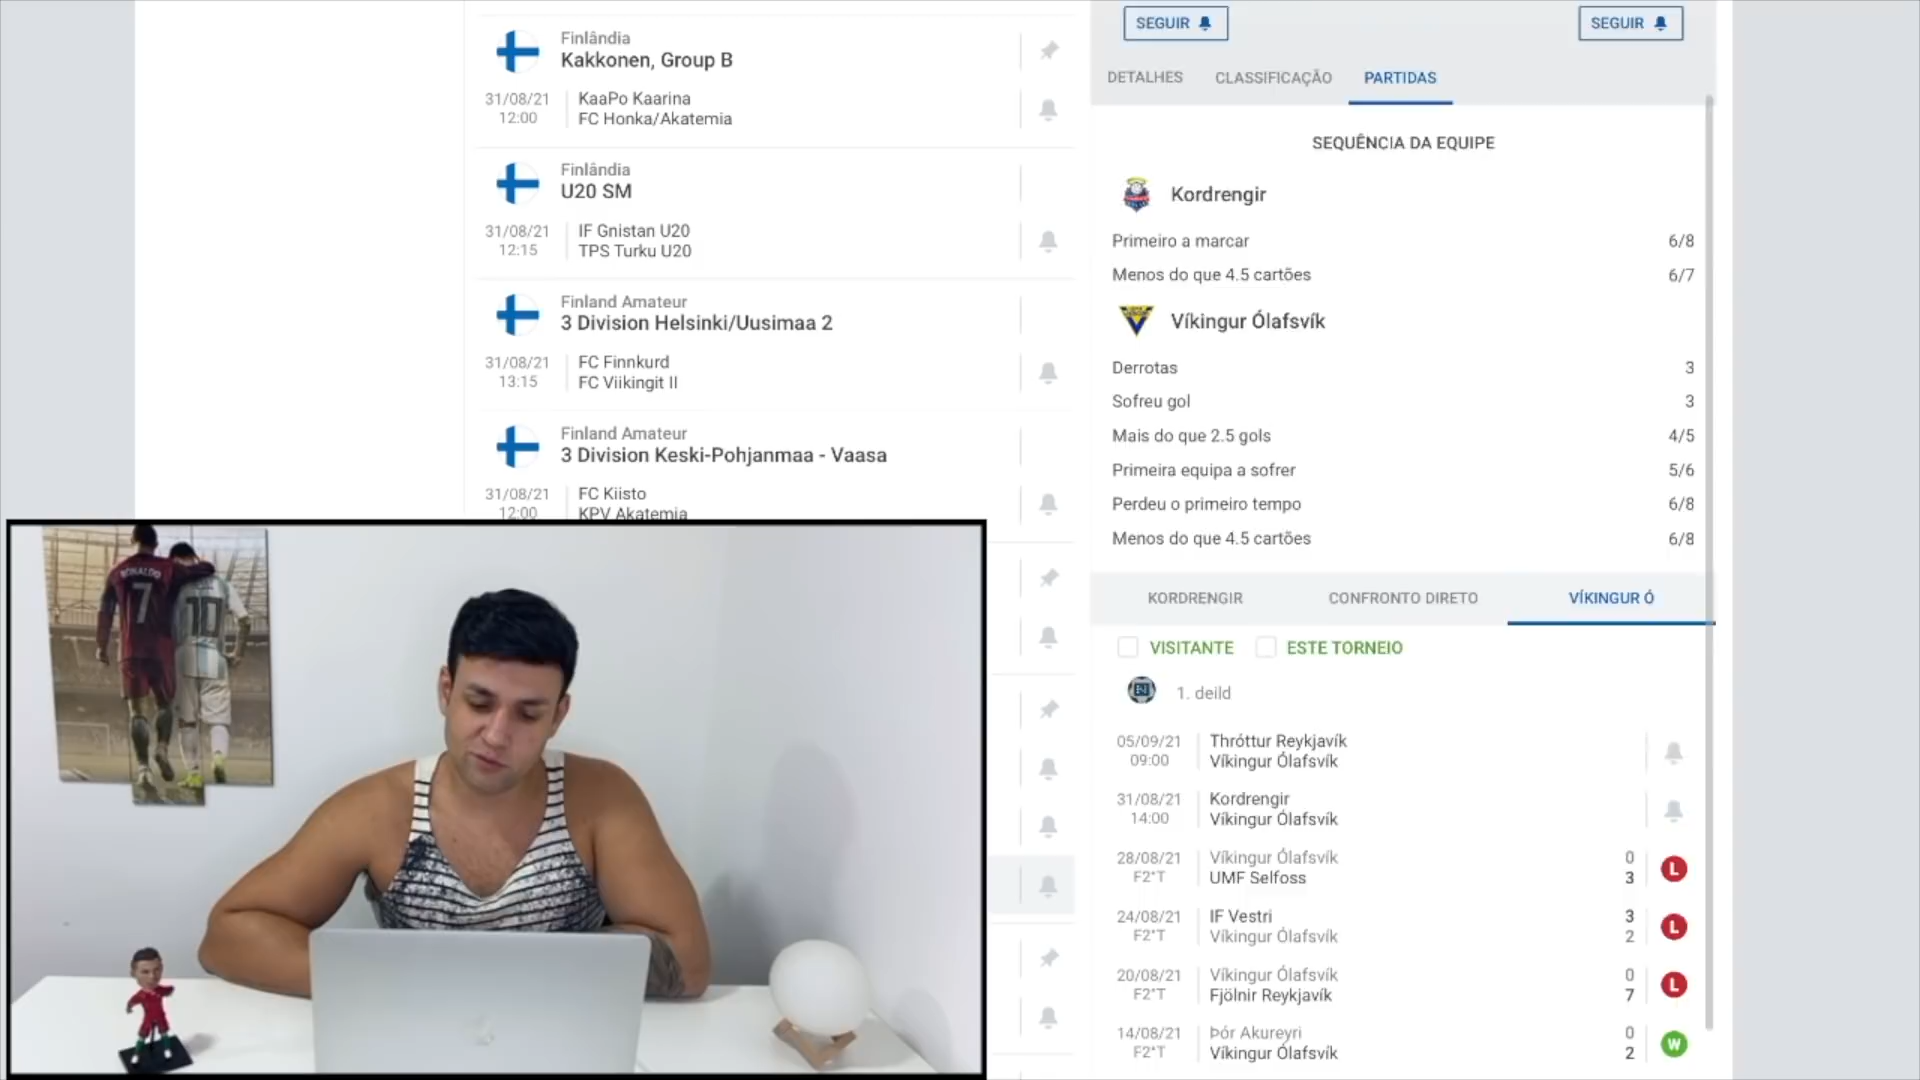 Finlândia
Kakkonen, Group B
31/08/21
12:00
KaaPo Kaarina
FC Honka/Akatemia
Finlândia
U20 SM
31/08/21
12:15
IF Gnistan U20
TPS Turku U20
Finland Amateur
3 Division Helsinki/Uusimaa 2
31/08/21
13:15
FC Finnkurd
FC Viikingit II
Finland Amateur
3 Division Keski-Pohjanmaa - Vaasa
31/08/21
12:00
FC Kiisto
KPV Akatemia
RONALDO
7
10
SEGUIR
SEGUIR
DETALHES CLASSIFICAÇÃO PARTIDAS
SEQUÊNCIA DA EQUIPE
Kordrengir
Primeiro a marcar 6/8
Menos do que 4.5 cartões 6/7
Víkingur Ólafsvík
Derrotas 3
Sofreu gol 3
Mais do que 2.5 gols 4/5
Primeira equipa a sofrer 5/6
Perdeu o primeiro tempo 6/8
Menos do que 4.5 cartões 6/8
KORDRENGIR CONFRONTO DIRETO VÍKINGUR Ó
VISITANTE ESTE TORNEIO
1. deild
05/09/21 Thróttur Reykjavík
09:00 Víkingur Ólafsvík
31/08/21 Kordrengir
14:00 Víkingur Ólafsvík
28/08/21 Víkingur Ólafsvík 0
F2°T UMF Selfoss 3
L
24/08/21 IF Vestri 3
F2°T Víkingur Ólafsvík 2
L
20/08/21 Víkingur Ólafsvík 0
F2°T Fjölnir Reykjavík 7
L
14/08/21 Þór Akureyri 0
F2°T Víkingur Ólafsvík 2
W